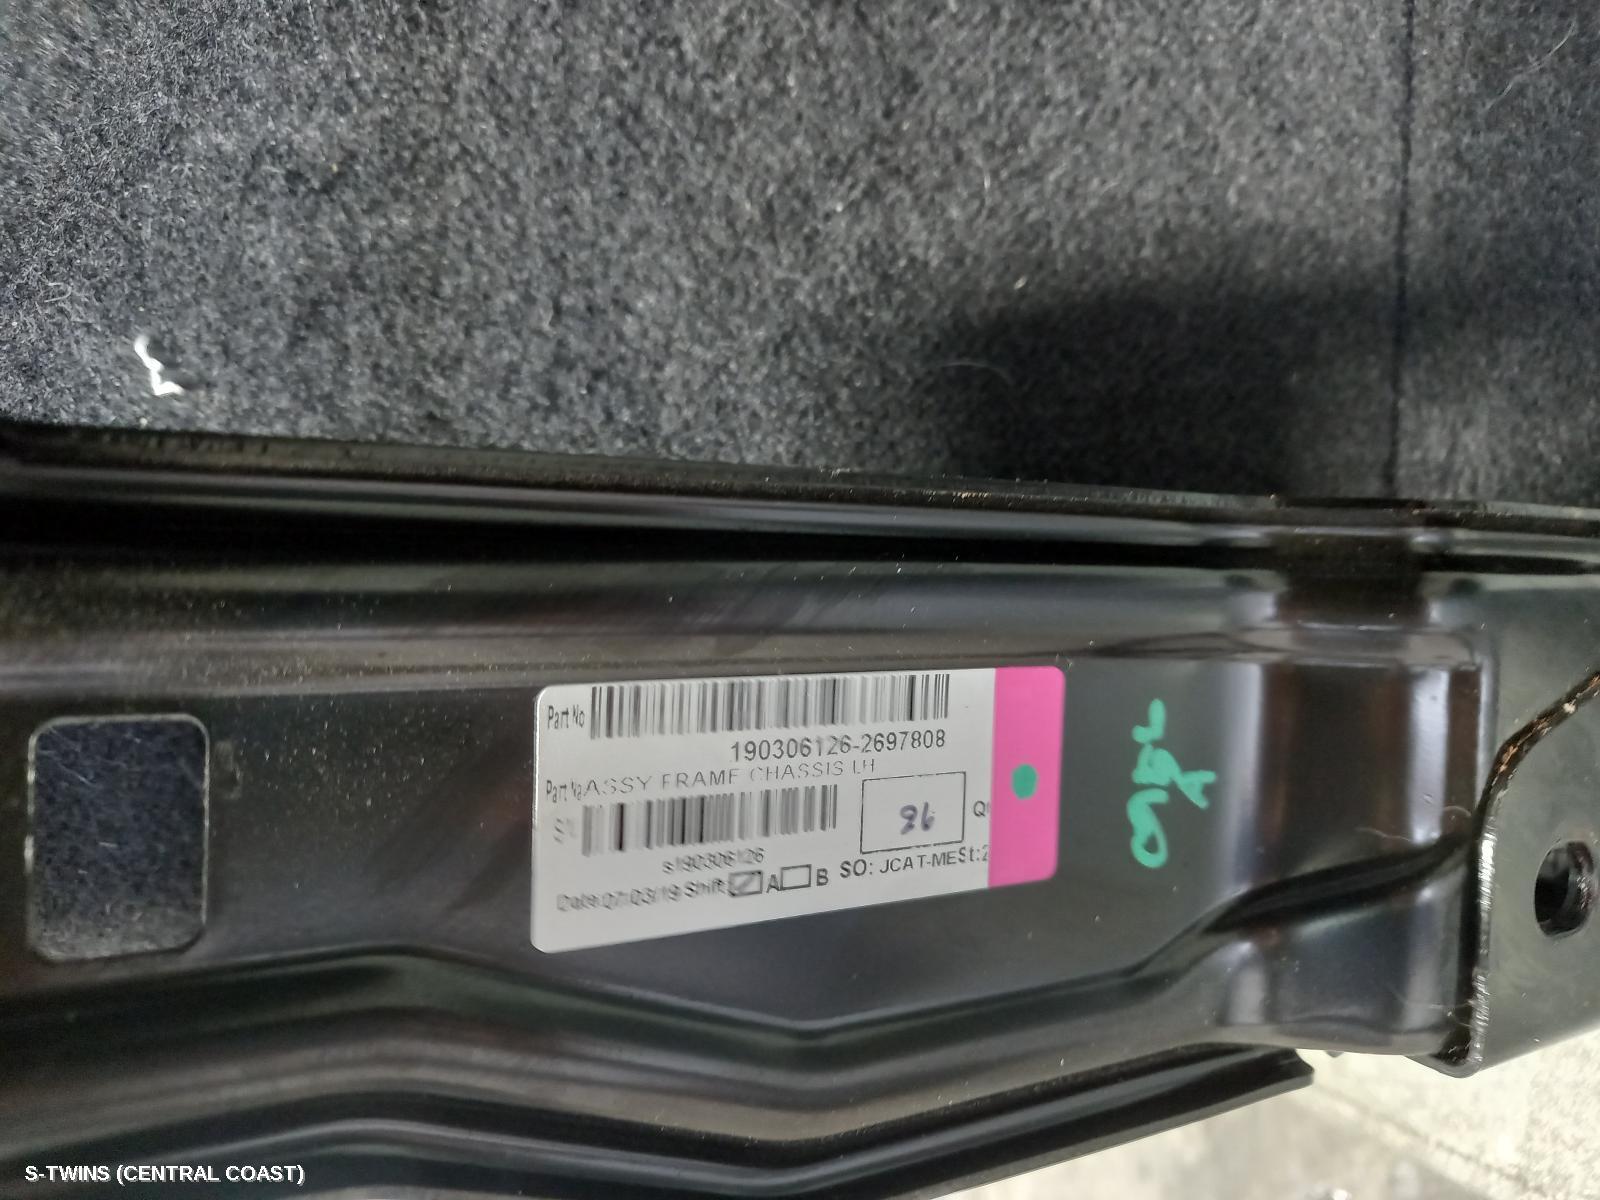 Part No
190306126-2697808
Part Na ASSY FRAME CHASSIS LH
S/N
96
s190306126
Date: 07/03/19 Shift: A B SO: JCAT-MESt:2
S-TWINS (CENTRAL COAST)